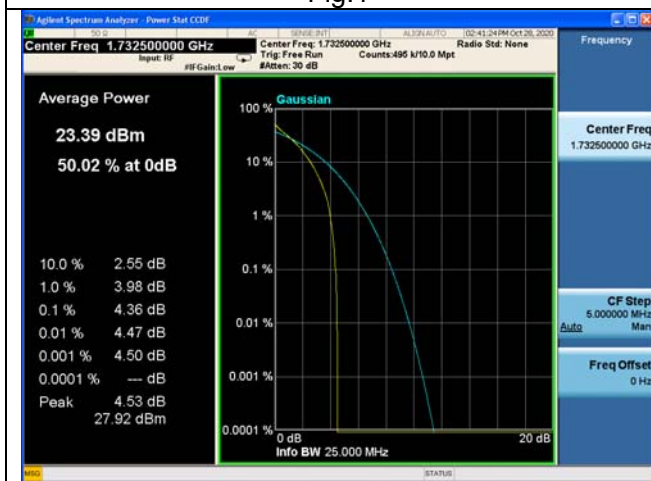 Agilent Spectrum Analyzer - Power Stat CCDF
50 Ω AC SENSE:INT ALIGN AUTO 02:41:24 PM Oct 28, 2020
Center Freq 1.732500000 GHz
Input: RF
#IFGain:Low
Center Freq: 1.732500000 GHz
Radio Std: None
Trig: Free Run Counts:495 k/10.0 Mpt
#Atten: 30 dB
Frequency
Average Power
23.39 dBm
50.02 % at 0dB
10.0 % 2.55 dB
1.0 % 3.98 dB
0.1 % 4.36 dB
0.01 % 4.47 dB
0.001 % 4.50 dB
0.0001 % --- dB
Peak 4.53 dB
27.92 dBm
Gaussian
100 %
10 %
1 %
0.1 %
0.01 %
0.001 %
0.0001 %
0 dB 20 dB
Info BW 25.000 MHz
Center Freq
1.732500000 GHz
CF Step
5.000000 MHz
Auto Man
Freq Offset
0 Hz
MSG STATUS